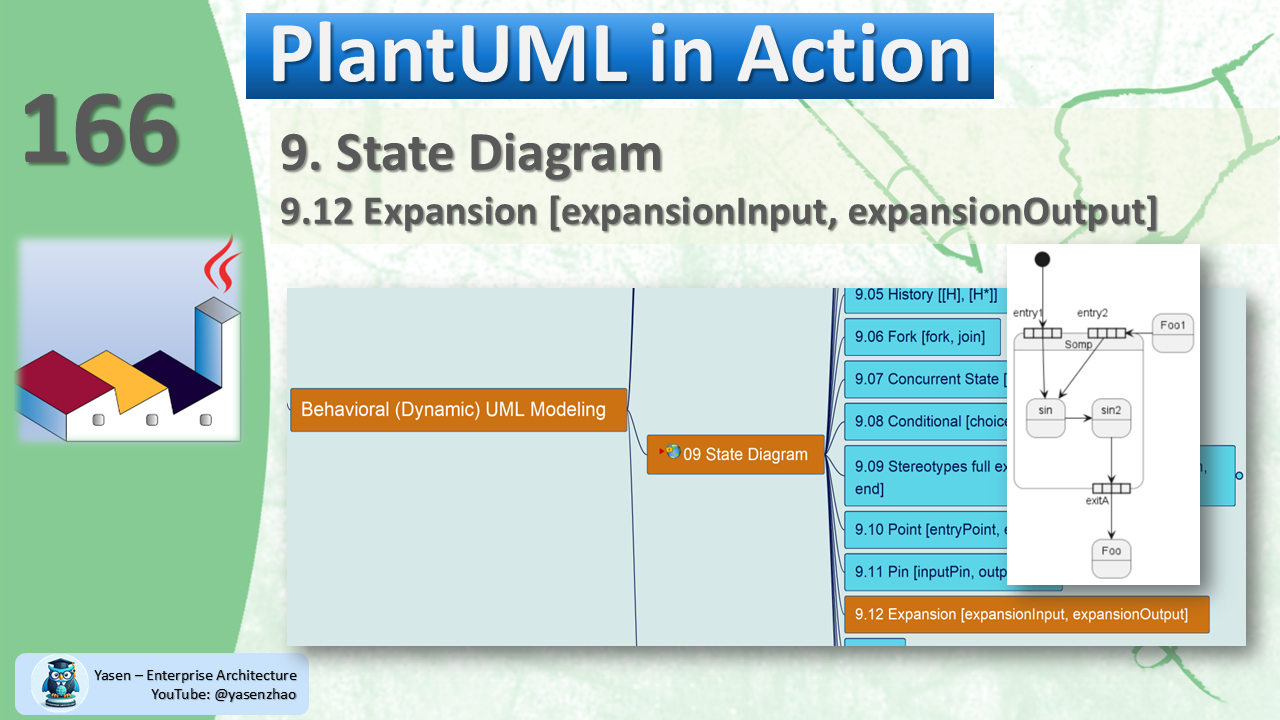 PlantUML in Action
166
9. State Diagram
9.12 Expansion [expansionInput, expansionOutput]
Behavioral (Dynamic) UML Modeling
09 State Diagram
9.05 History [[H], [H*]]
9.06 Fork [fork, join]
9.07 Concurrent State [
9.08 Conditional [choice
9.09 Stereotypes full ex
end]
9.10 Point [entryPoint, e
9.11 Pin [inputPin, outp
9.12 Expansion [expansionInput, expansionOutput]
entry1
entry2
Foo1
Somp
sin
sin2
exitA
Foo
Yasen – Enterprise Architecture
YouTube: @yasenzhao